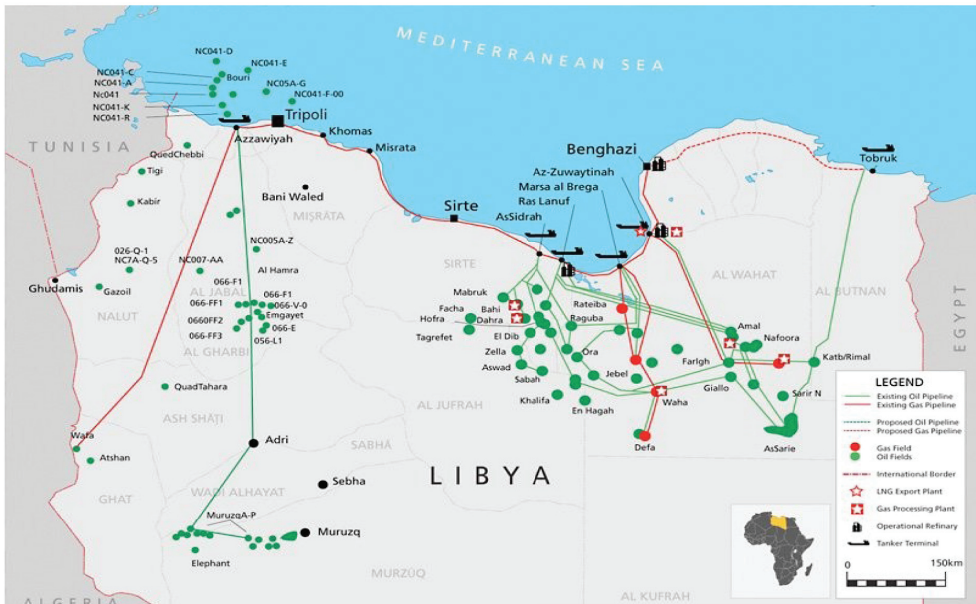 MEDITERRANEAN SEA
NC041-D
NC041-E
NC041-C
Bouri
NC041-A
NC05A-G
Nc041
NC041-F-00
NC041-K
NC041-R
Tripoli
Azzawiyah
Khomas
Misrata
TUNISIA
QuedChebbi
Tigi
Kabir
Bani Waled
MIŞRĀTA
Benghazi
Tobruk
Az-Zuwaytinah
Marsa al Brega
Ras Lanuf
AsSidrah
Sirte
026-Q-1
NC7A-Q-5
NC005A-Z
NC007-AA
Al Hamra
Ghudamis
Gazoil
066-F1
AL JABAL
066-F1
066-FF1
066-V-0
Emgayet
0660FF2
066-E
066-FF3
056-L1
NALUT
AL GHARBI
SIRTE
AL WAHAT
AL BUTNAN
EGYPT
Mabruk
Facha
Bahi
Hofra
Dahra
Tagrefet
Rateiba
Raguba
El Dib
Zella
Aswad
Ora
Sabah
Jebel
Farlgh
Khalifa
En Hagah
Waha
Defa
Amal
Nafoora
Giallo
Katb/Rimal
Sarir N
AsSarie
QuadTahara
ASH SHĀŢI
AL JUFRAH
Wafa
Atshan
Adri
SABHĀ
GHAT
WADI ALHAYAT
Sebha
LIBYA
MuruzqA-P
Muruzq
Elephant
MURZÚQ
AL KUFRAH
ALGERIA
LEGEND
Existing Oil Pipeline
Existing Gas Pipeline
Proposed Oil Pipeline
Proposed Gas Pipeline
Gas Field
Oil Fields
International Border
LNG Export Plant
Gas Processing Plant
Operational Refinary
Tanker Terminal
0 150km